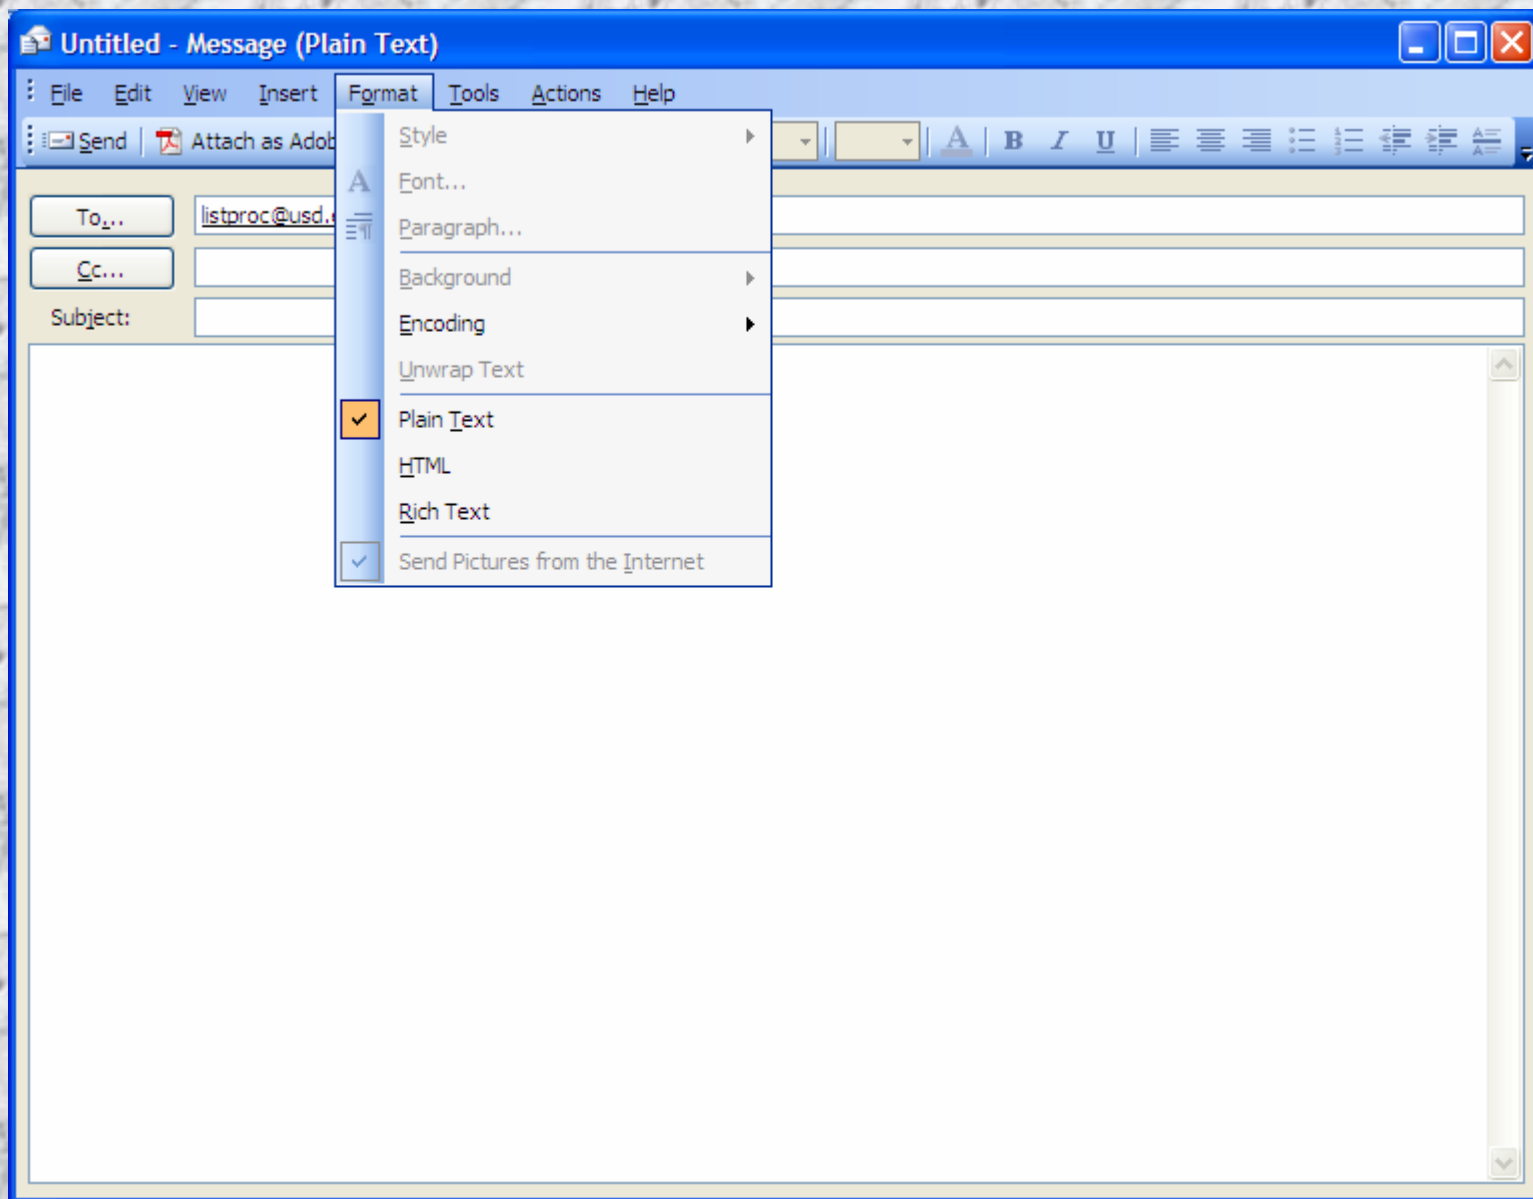 Untitled - Message (Plain Text)
File Edit View Insert Format Tools Actions Help
Send Attach as Adob A B I U
Style
A Font...
Paragraph...
To... listproc@usd.
Cc...
Background
Subject:
Encoding
Unwrap Text
Plain Text
HTML
Rich Text
Send Pictures from the Internet